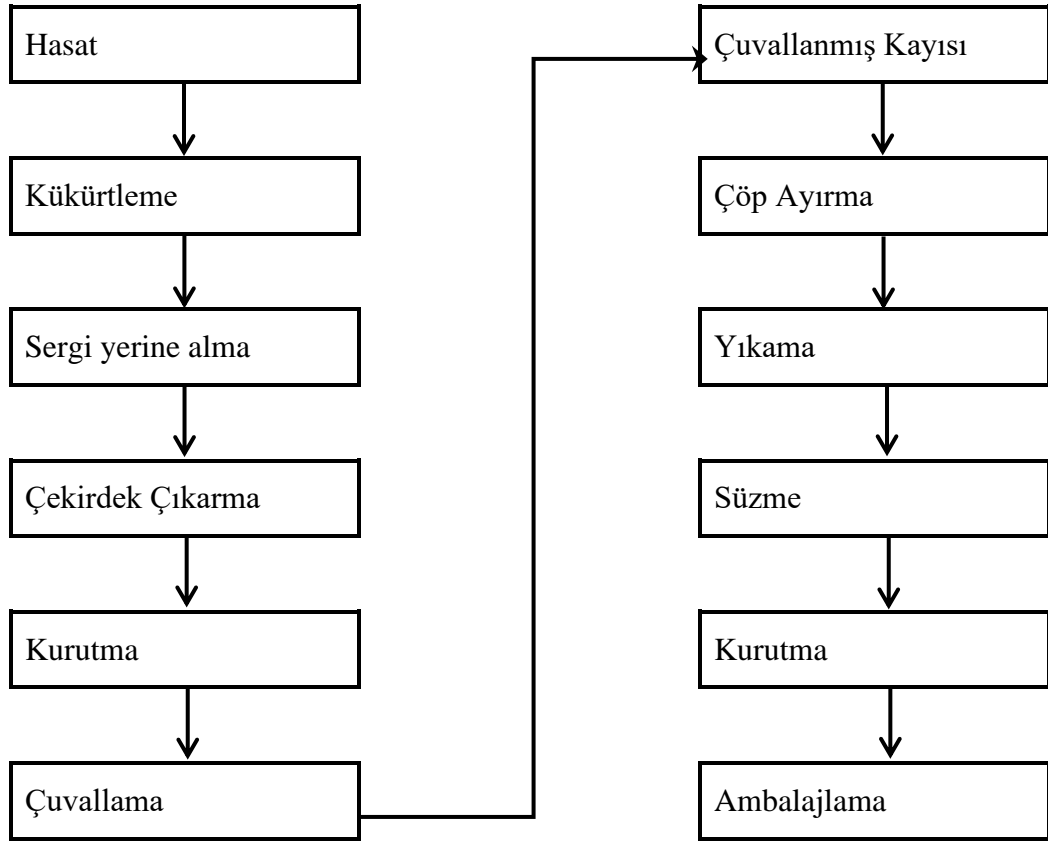 Hasat
Kükürtleme
Sergi yerine alma
Çekirdek Çıkarma
Kurutma
Çuvallama
Çuvallanmış Kayısı
Çöp Ayırma
Yıkama
Süzme
Kurutma
Ambalajlama